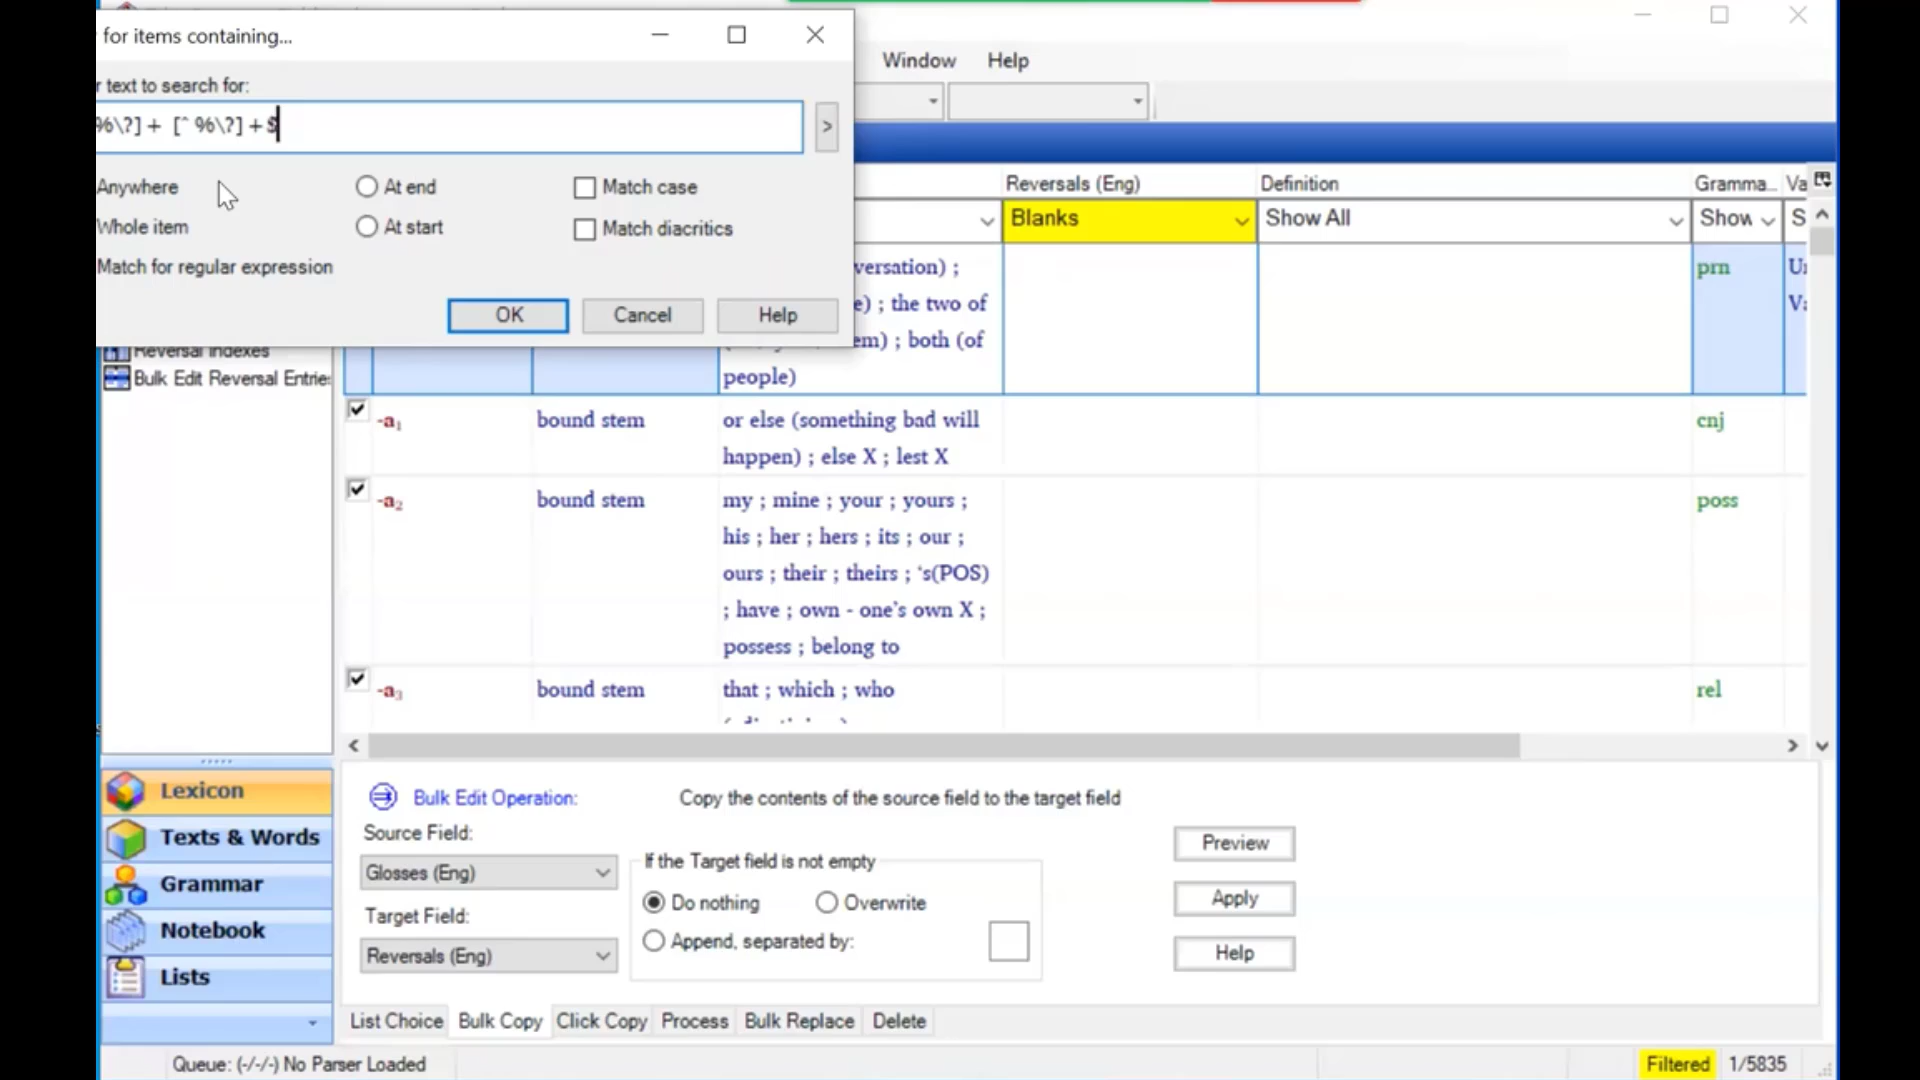 for items containing...
r text to search for:
%\?]+ [^ %\?]+$
>
Anywhere
At end
Match case
Whole item
At start
Match diacritics
Match for regular expression
OK
Cancel
Help
Window Help
Reversals (Eng)
Definition
Gramma...
Va
Blanks
Show All
Show
S
versation) ;
e) ; the two of
em) ; both (of
people)
prn
Reversal Indexes
Bulk Edit Reversal Entries
-a₁
bound stem
or else (something bad will
happen) ; else X ; lest X
cnj
-a₂
bound stem
my ; mine ; your ; yours ;
his ; her ; hers ; its ; our ;
ours ; their ; theirs ; ‘s(POS)
; have ; own - one’s own X ;
possess ; belong to
poss
-a₃
bound stem
that ; which ; who
rel
Lexicon
Texts & Words
Grammar
Notebook
Lists
Bulk Edit Operation:
Copy the contents of the source field to the target field
Source Field:
Glosses (Eng)
Target Field:
Reversals (Eng)
If the Target field is not empty
Do nothing
Overwrite
Append, separated by:
Preview
Apply
Help
List Choice
Bulk Copy
Click Copy
Process
Bulk Replace
Delete
Queue: (-/-/-) No Parser Loaded
Filtered
1/5835